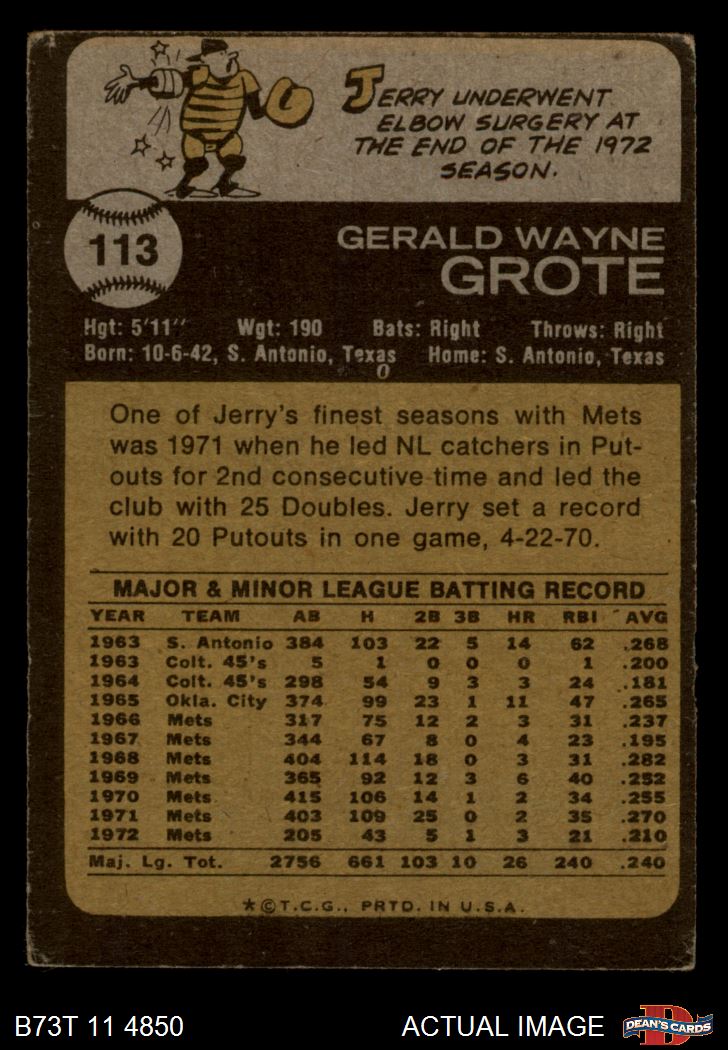 JERRY UNDERWENT
ELBOW SURGERY AT
THE END OF THE 1972
SEASON.
113
GERALD WAYNE
GROTE
Hgt: 5'11" Wgt: 190 Bats: Right Throws: Right
Born: 10-6-42, S. Antonio, Texas Home: S. Antonio, Texas
One of Jerry's finest seasons with Mets
was 1971 when he led NL catchers in Put-
outs for 2nd consecutive time and led the
club with 25 Doubles. Jerry set a record
with 20 Putouts in one game, 4-22-70.
MAJOR & MINOR LEAGUE BATTING RECORD
YEAR TEAM AB H 2B 3B HR RBI AVG
1963 S. Antonio 384 103 22 5 14 62 .268
1963 Colt. 45's 5 1 0 0 0 1 .200
1964 Colt. 45's 298 54 9 3 3 24 .181
1965 Okla. City 374 99 23 1 11 47 .265
1966 Mets 317 75 12 2 3 31 .237
1967 Mets 344 67 8 0 4 23 .195
1968 Mets 404 114 18 0 3 31 .282
1969 Mets 365 92 12 3 6 40 .252
1970 Mets 415 106 14 1 2 34 .255
1971 Mets 403 109 25 0 2 35 .270
1972 Mets 205 43 5 1 3 21 .210
Maj. Lg. Tot. 2756 661 103 10 26 240 .240
*©T.C.G., PRTD. IN U.S.A.
B73T 11 4850 ACTUAL IMAGE
D
DEAN'S CARDS